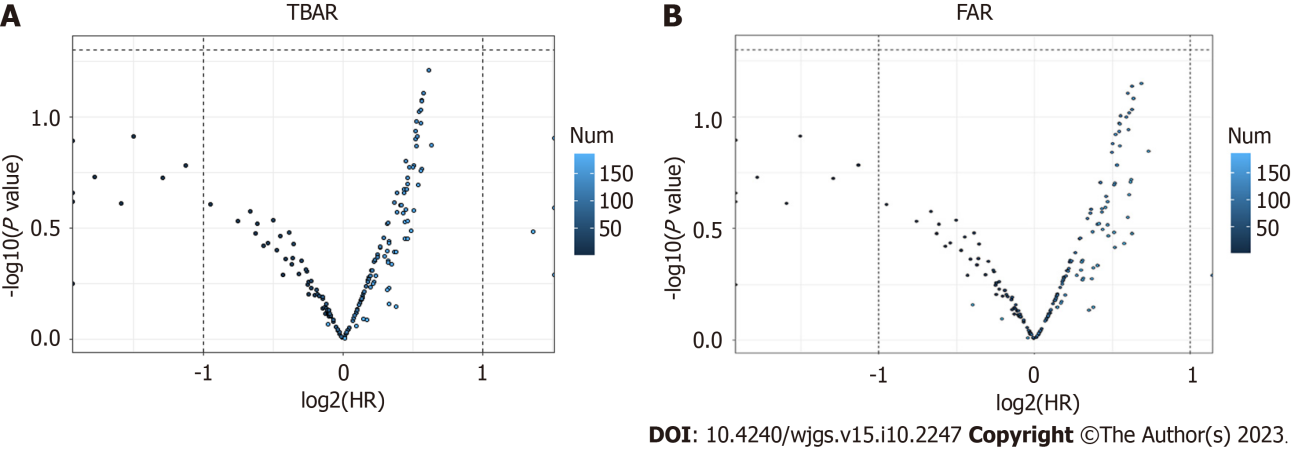 A
TBAR
-log10(P value)
1.0
0.5
0.0
-1
0
1
log2(HR)
Num
150
100
50
B
FAR
-log10(P value)
1.0
0.5
0.0
-1
0
1
log2(HR)
Num
150
100
50
DOI: 10.4240/wjgs.v15.i10.2247 Copyright ©The Author(s) 2023.